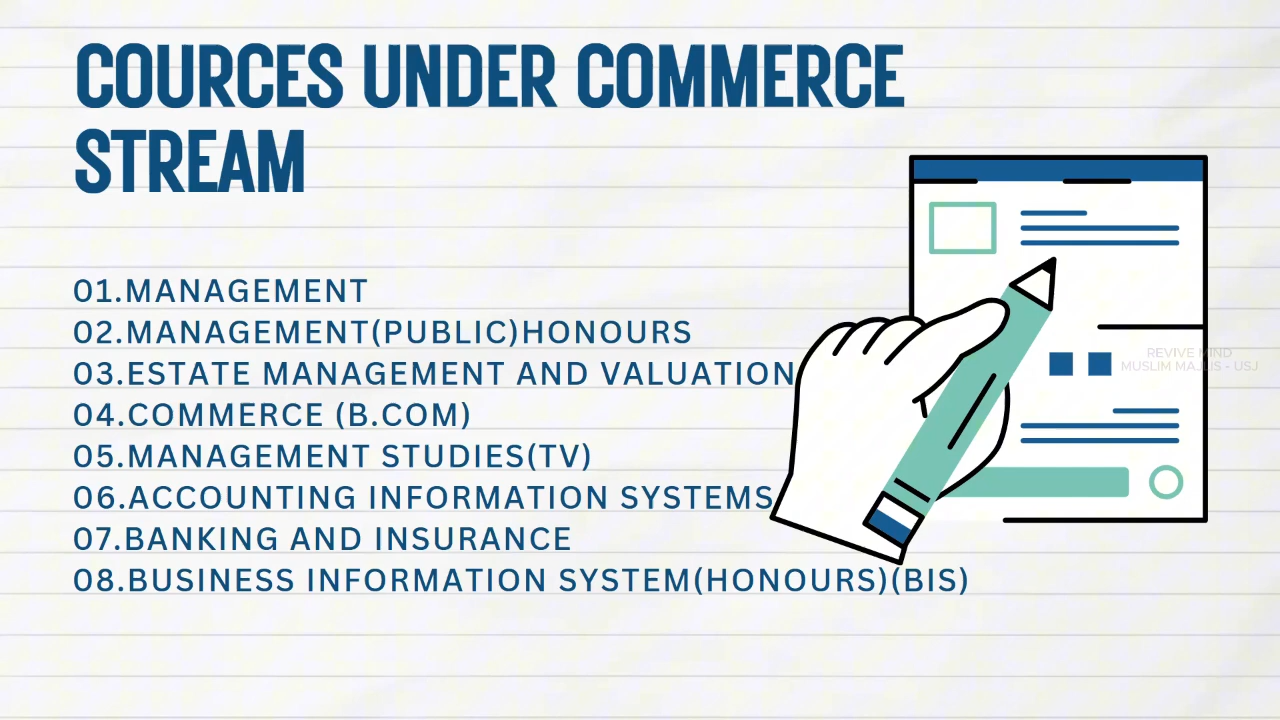 COURCES UNDER COMMERCE
STREAM
01.MANAGEMENT
02.MANAGEMENT(PUBLIC)HONOURS
03.ESTATE MANAGEMENT AND VALUATION
04.COMMERCE (B.COM)
05.MANAGEMENT STUDIES(TV)
06.ACCOUNTING INFORMATION SYSTEMS
07.BANKING AND INSURANCE
08.BUSINESS INFORMATION SYSTEM(HONOURS)(BIS)
REVIVE MIND
MUSLIM MAJLIS - USJ